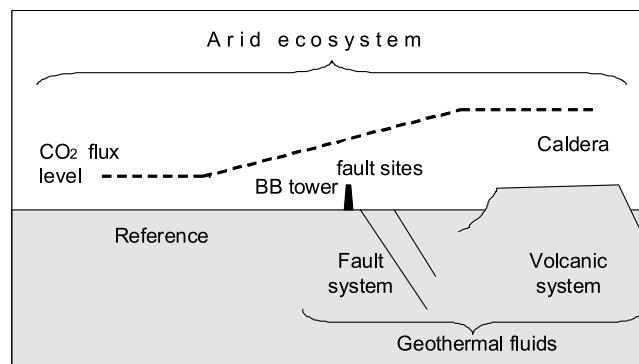 Arid ecosystem
CO2 flux
level
Caldera
fault sites
BB tower
Reference
Fault
system
Volcanic
system
Geothermal fluids